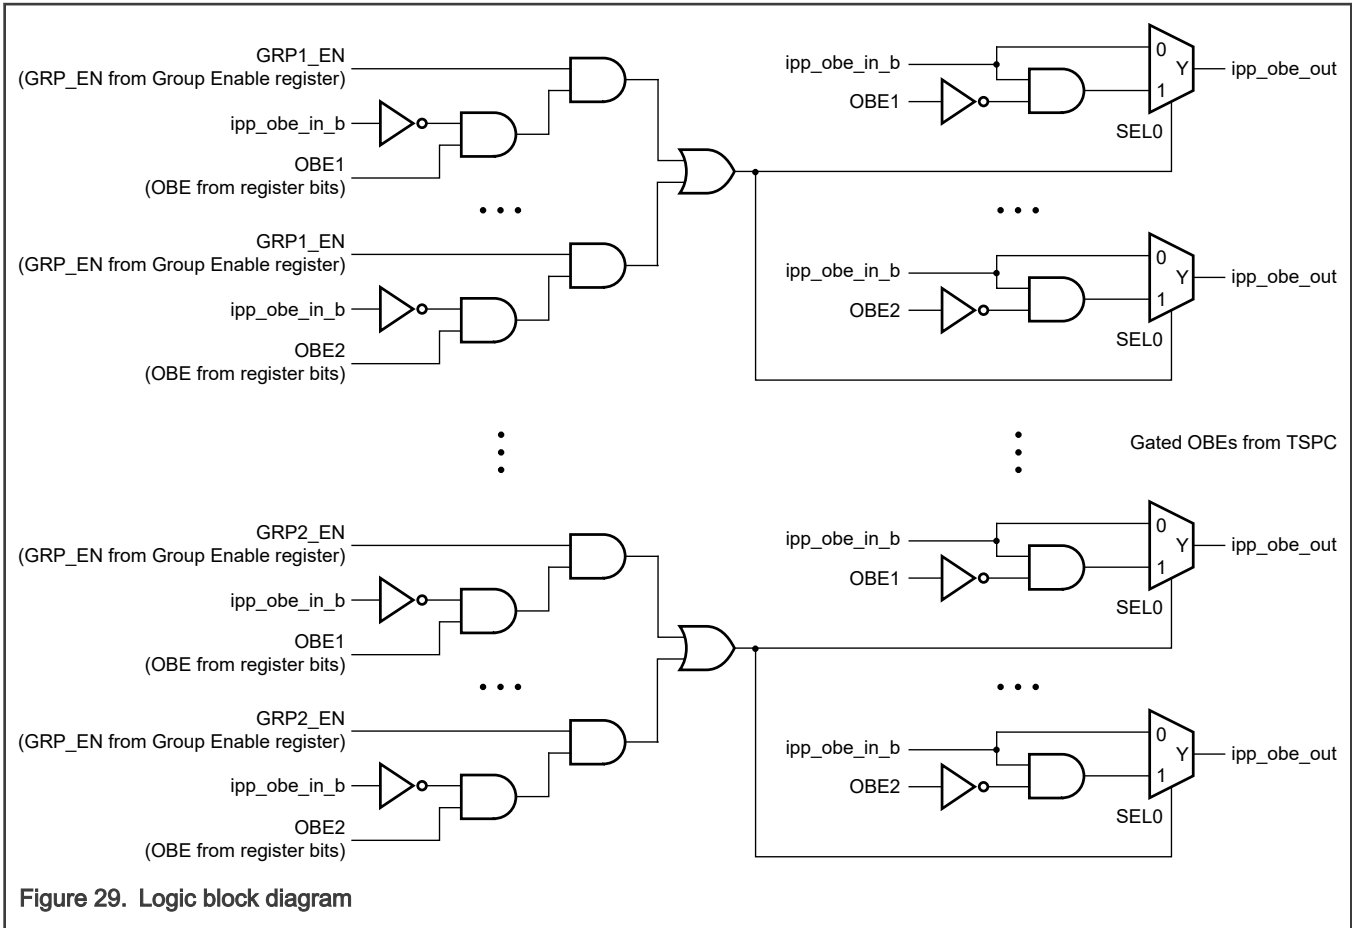 GRP1_EN
(GRP_EN from Group Enable register)
ipp_obe_in_b
OBE1
(OBE from register bits)
GRP1_EN
(GRP_EN from Group Enable register)
ipp_obe_in_b
OBE2
(OBE from register bits)
ipp_obe_in_b
OBE1
0
1
Y
SEL0
ipp_obe_out
ipp_obe_in_b
OBE2
0
1
Y
SEL0
ipp_obe_out
Gated OBEs from TSPC
GRP2_EN
(GRP_EN from Group Enable register)
ipp_obe_in_b
OBE1
(OBE from register bits)
GRP2_EN
(GRP_EN from Group Enable register)
ipp_obe_in_b
OBE2
(OBE from register bits)
ipp_obe_in_b
OBE1
0
1
Y
SEL0
ipp_obe_out
ipp_obe_in_b
OBE2
0
1
Y
SEL0
ipp_obe_out
Figure 29. Logic block diagram